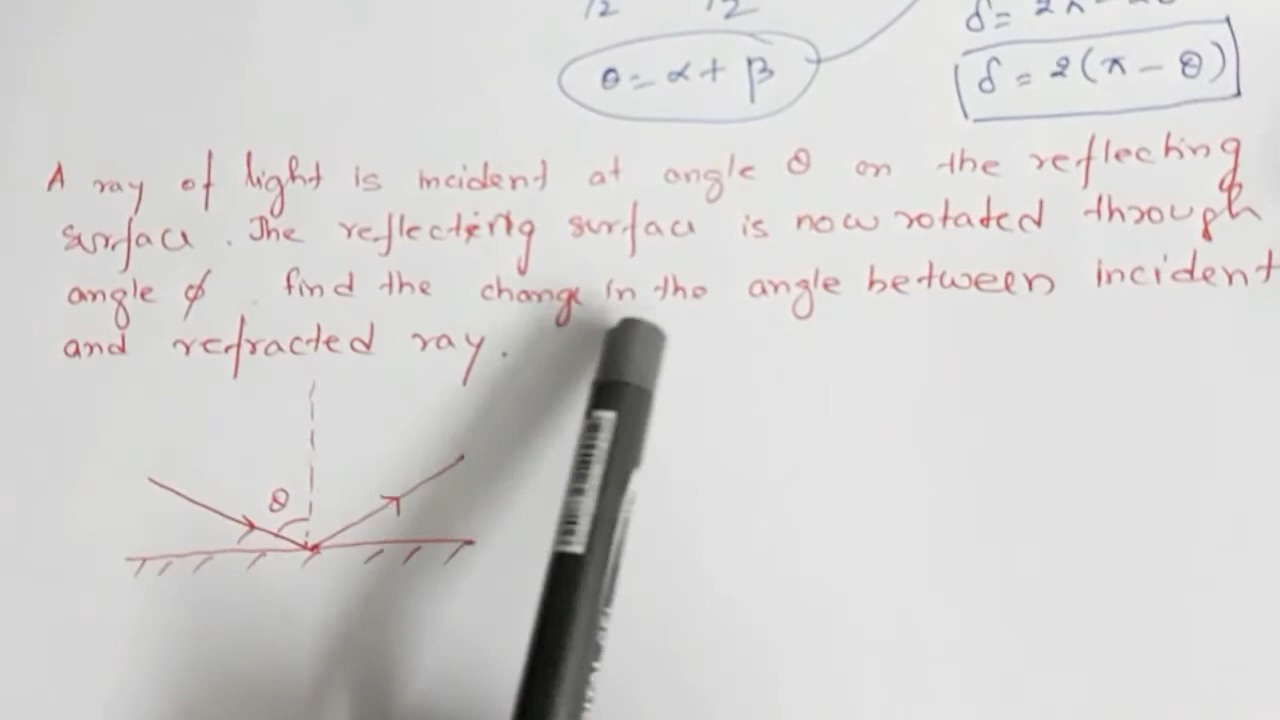 θ = α + β
δ = 2(π − θ)
A ray of light is incident at angle θ on the reflecting
surface. The reflecting surface is now rotated through
angle φ. find the change in the angle between incident
and refracted ray.
θ